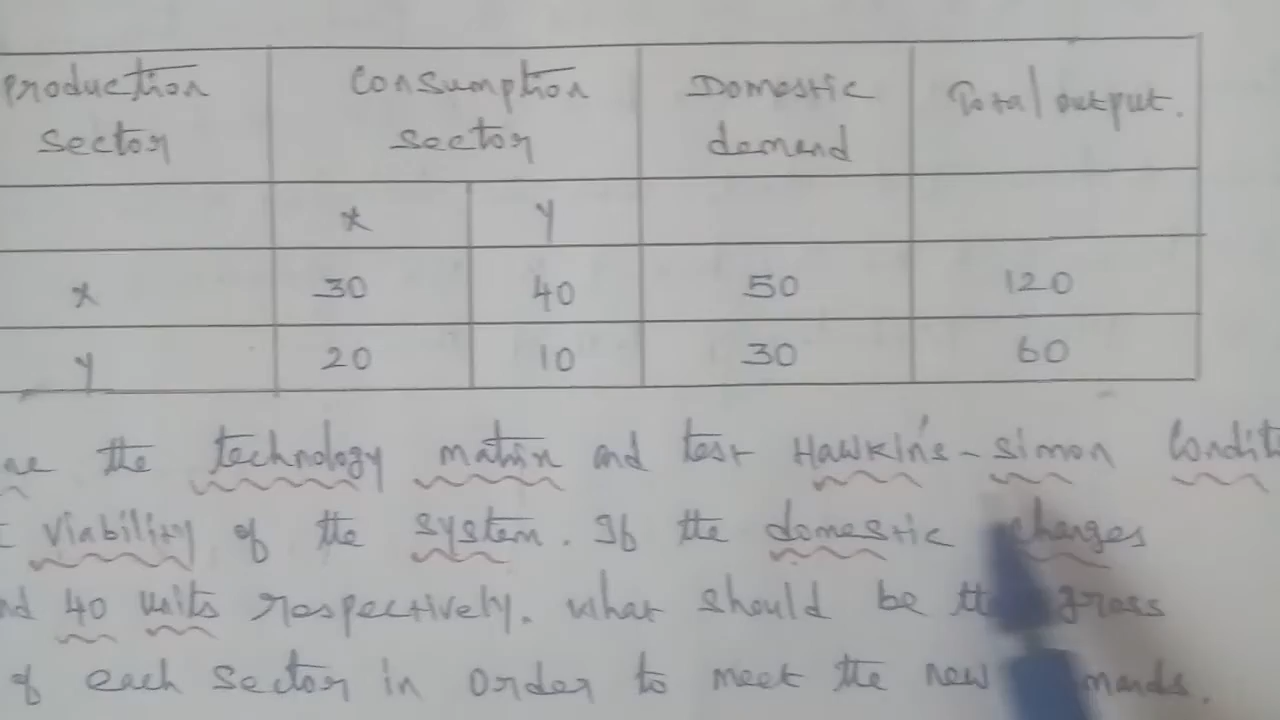 Production Consumption Domestic Total output.
sector sector demand
x y
x 30 40 50 120
y 20 10 30 60
the technology matrix and test Hawkin's - Simon
viability of the system. If the domestic changes
40 units respectively. what should be gross
of each sector in order to meet the new